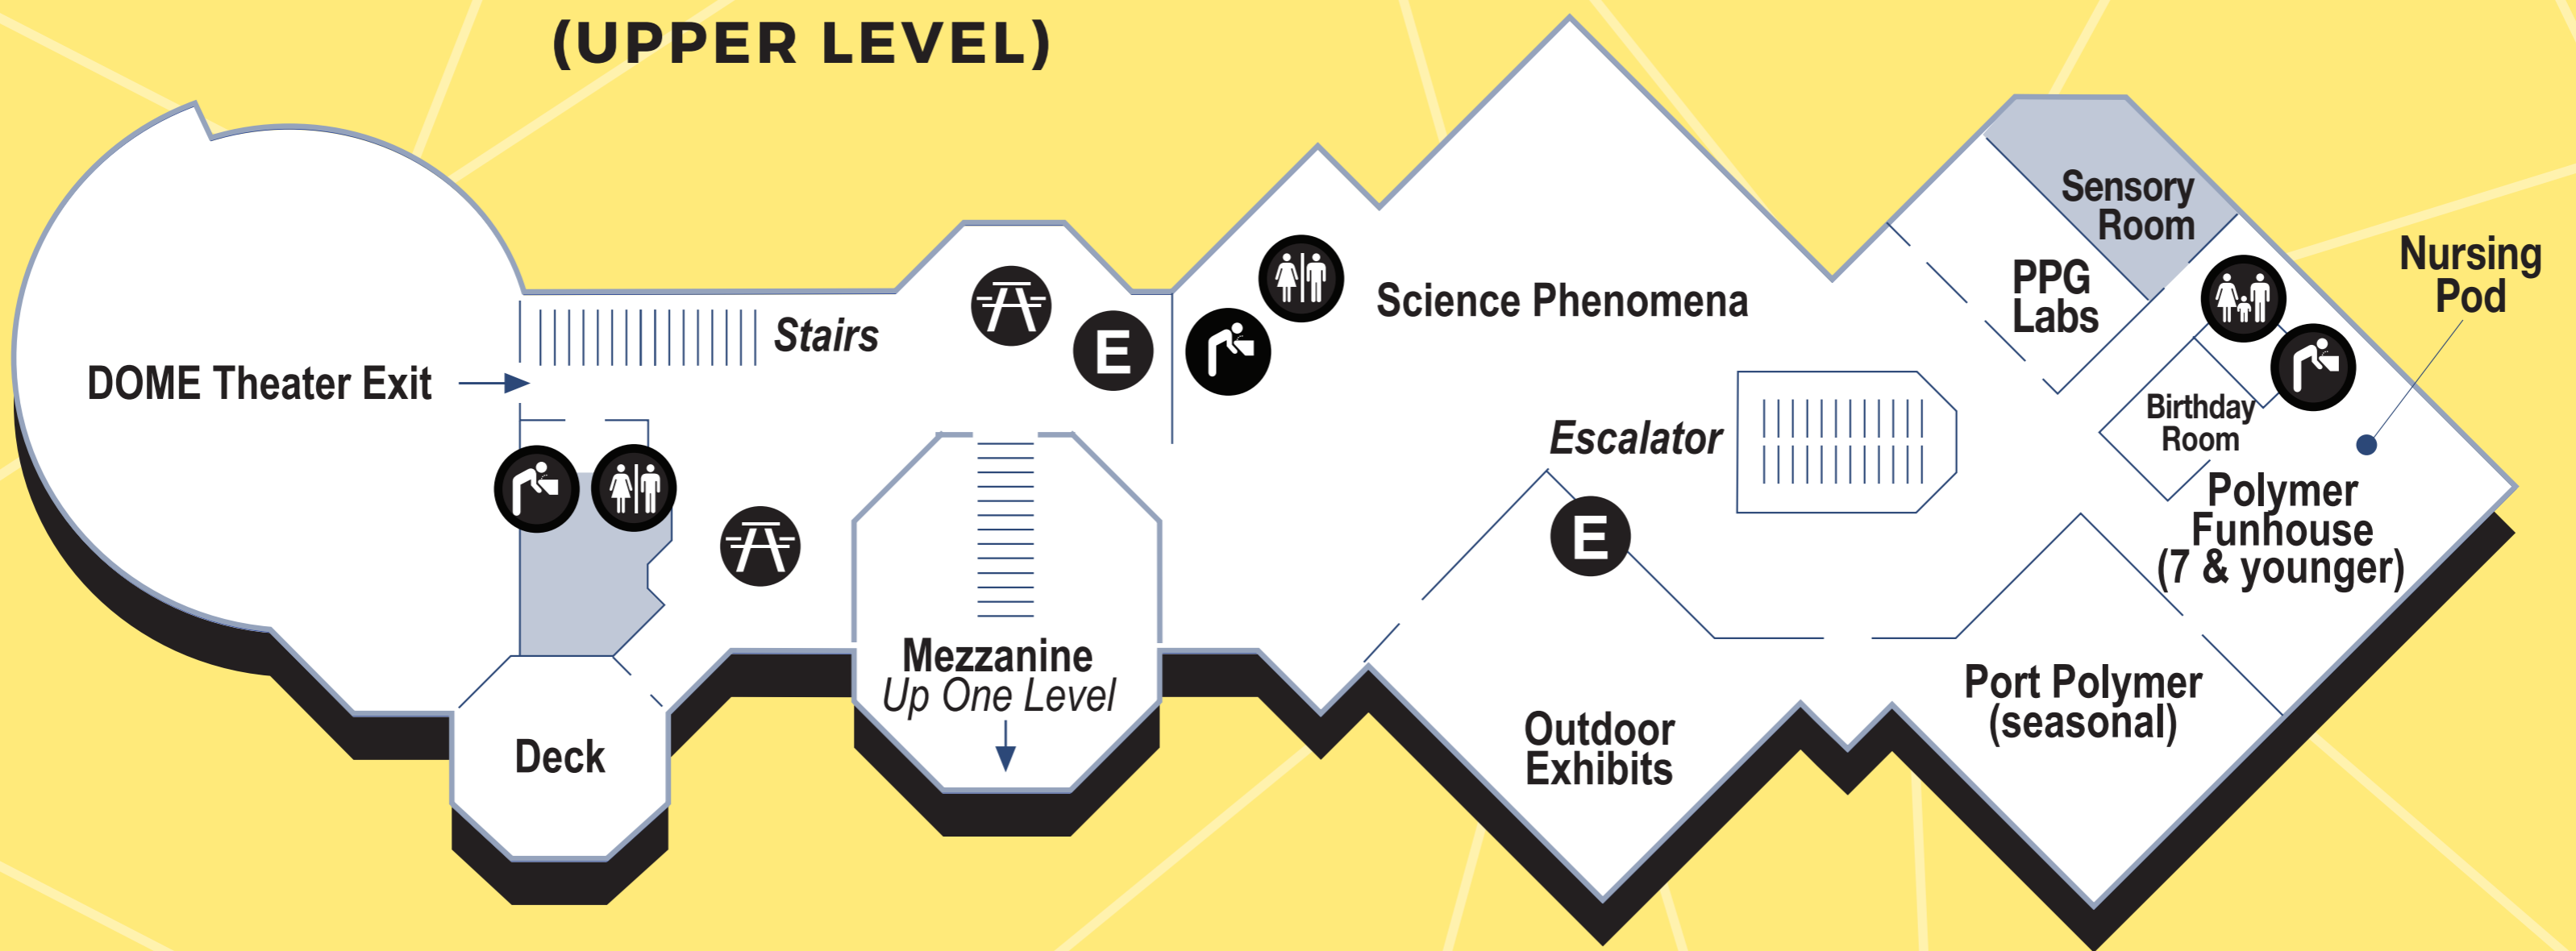 (UPPER LEVEL)
DOME Theater Exit
Stairs
E
Science Phenomena
Sensory
Room
PPG
Labs
Nursing
Pod
Birthday
Room
Escalator
E
Polymer
Funhouse
(7 & younger)
Mezzanine
Up One Level
Deck
Outdoor
Exhibits
Port Polymer
(seasonal)